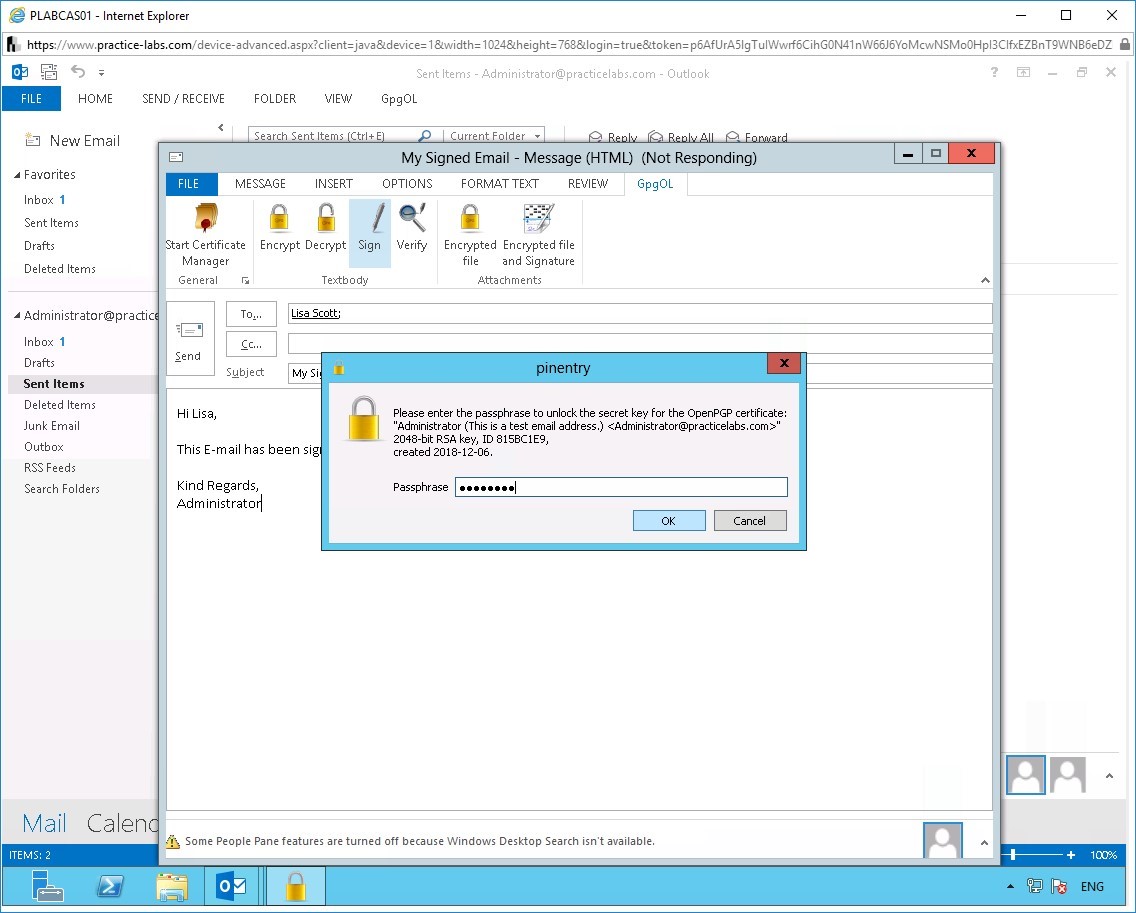 PLABCAS01 - Internet Explorer
https://www.practice-labs.com/device-advanced.aspx?client=java&device=1&width=1024&height=768&login=true&token=
Sent Items - Administrator@practicelabs.com - Outlook
FILE HOME SEND / RECEIVE FOLDER VIEW GpgOL
New Email
Search Sent Items (Ctrl+E) Current Folder Reply Reply All Forward
My Signed Email - Message (HTML) (Not Responding)
FILE MESSAGE INSERT OPTIONS FORMAT TEXT REVIEW GpgOL
Start Certificate Manager
Encrypt Decrypt Sign Verify
Encrypted file
Encrypted file and Signature
General Textbody Attachments
Favorites
Inbox 1
Sent Items
Drafts
Deleted Items
Administrator@practice
Inbox 1
Drafts
Sent Items
Deleted Items
Junk Email
Outbox
RSS Feeds
Search Folders
Send
To... Lisa Scott;
Cc...
Subject My Si
Hi Lisa,
This E-mail has been sig
Kind Regards,
Administrator
pinentry
Please enter the passphrase to unlock the secret key for the OpenPGP certificate:
"Administrator (This is a test email address.) <Administrator@practicelabs.com>"
2048-bit RSA key, ID 815BC1E9,
created 2018-12-06.
Passphrase ●●●●●●●●
OK Cancel
Some People Pane features are turned off because Windows Desktop Search isn't available.
Mail Calend
ITEMS: 2
100%
ENG